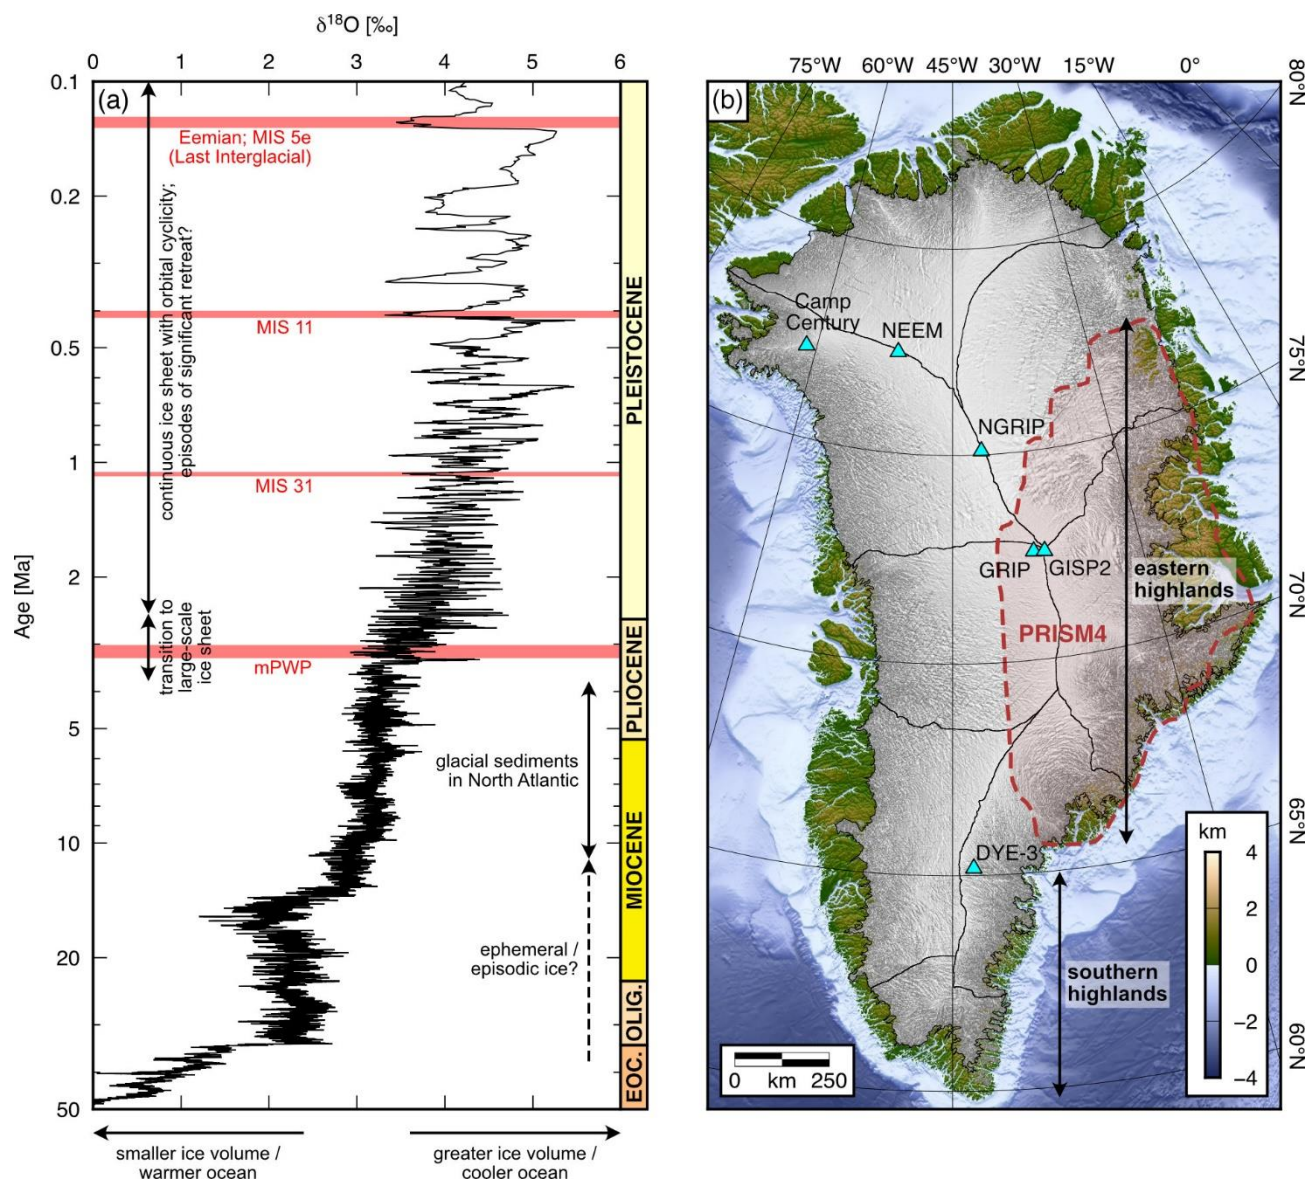 δ18O [‰]
0 1 2 3 4 5 6
(a)
0.1
0.2
0.5
1
2
5
10
20
50
Age [Ma]
Eemian; MIS 5e
(Last Interglacial)
MIS 11
MIS 31
mPWP
continuous ice sheet with orbital cyclicity;
episodes of significant retreat?
transition to
large-scale
ice sheet
glacial sediments
in North Atlantic
ephemeral /
episodic ice?
PLEISTOCENE
PLIOCENE
MIOCENE
OLIG.
EOC.
smaller ice volume /
warmer ocean
greater ice volume /
cooler ocean
75°W 60°W 45°W 30°W 15°W 0°
80°N
75°N
70°N
65°N
60°N
(b)
Camp
Century
NEEM
NGRIP
GRIP
GISP2
PRISM4
eastern
highlands
DYE-3
southern
highlands
0 km 250
km
4
2
0
−2
−4